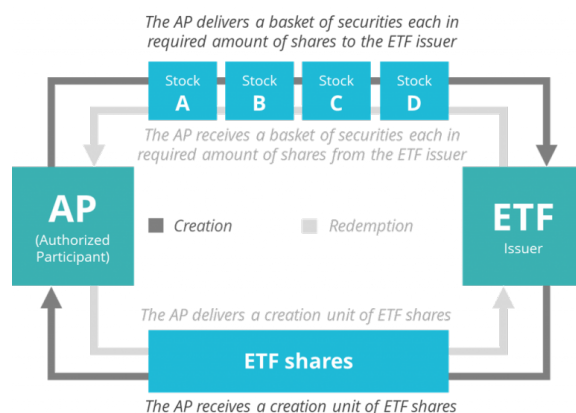 The AP delivers a basket of securities each in
required amount of shares to the ETF issuer
Stock
A
Stock
B
Stock
C
Stock
D
The AP receives a basket of securities each in
required amount of shares from the ETF issuer
AP
(Authorized
Participant)
Creation
Redemption
ETF
Issuer
The AP delivers a creation unit of ETF shares
ETF shares
The AP receives a creation unit of ETF shares